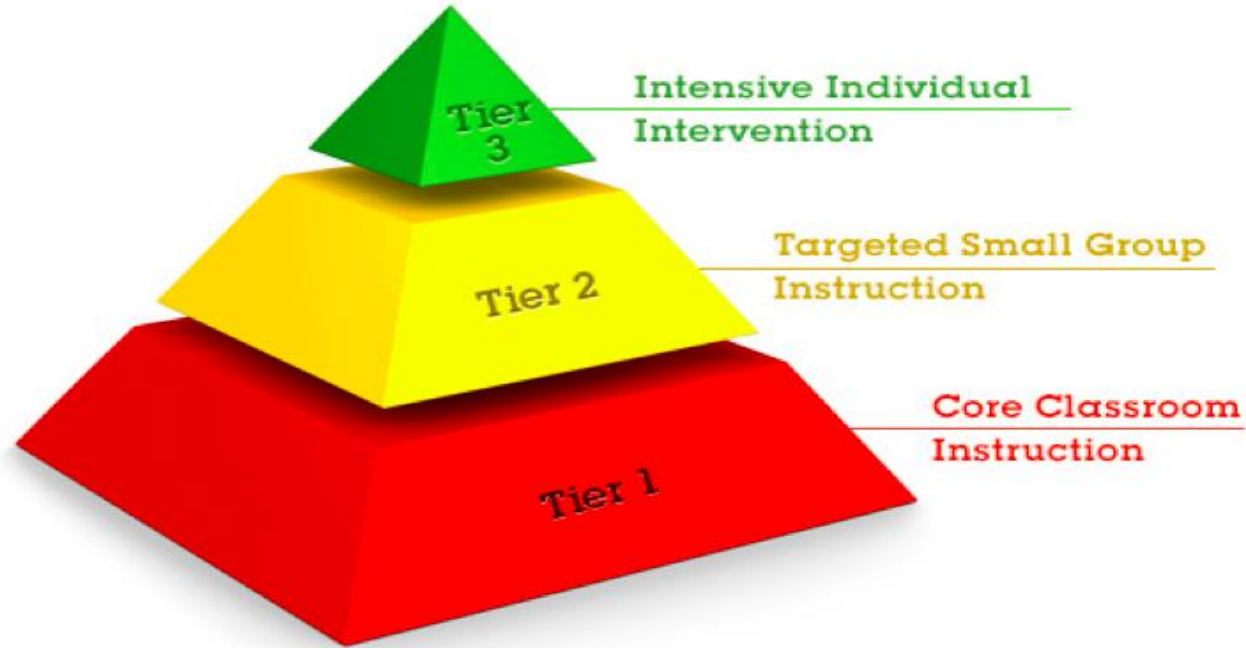 Tier
3
Intensive Individual
Intervention
Tier 2
Targeted Small Group
Instruction
Tier 1
Core Classroom
Instruction